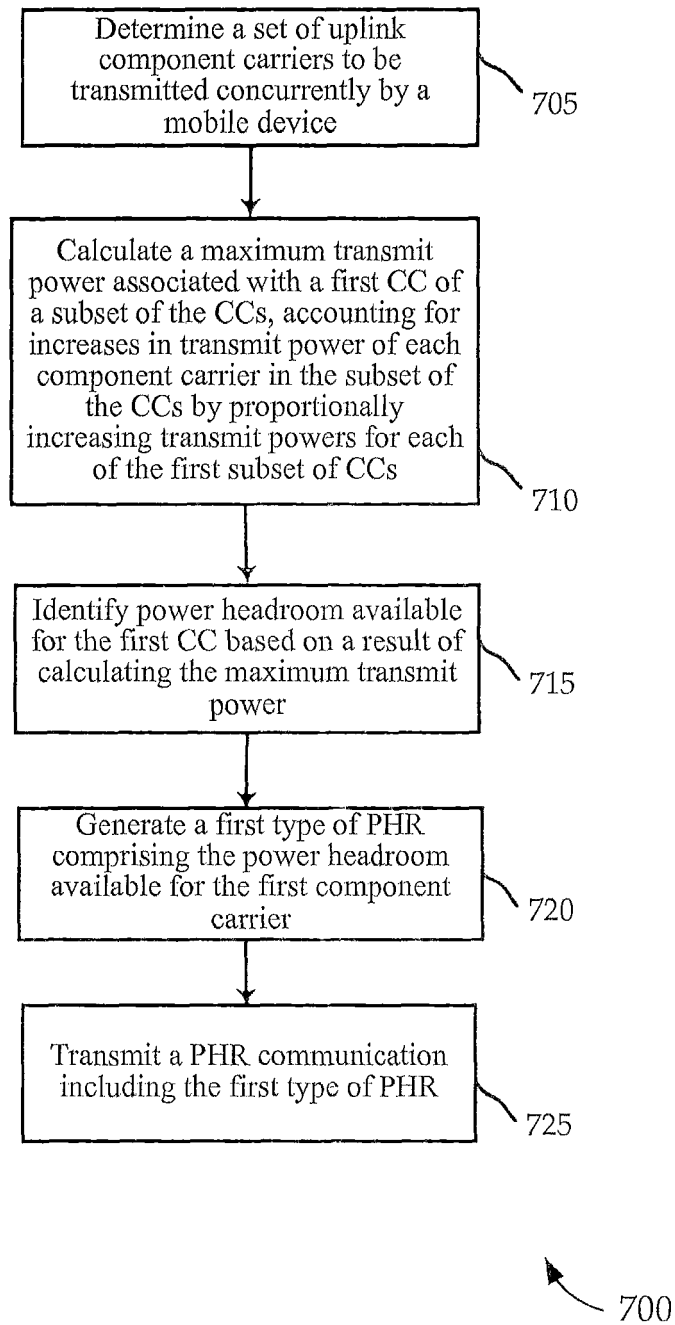 Determine a set of uplink
component carriers to be
transmitted concurrently by a
mobile device
705
Calculate a maximum transmit
power associated with a first CC of
a subset of the CCs, accounting for
increases in transmit power of each
component carrier in the subset of
the CCs by proportionally
increasing transmit powers for each
of the first subset of CCs
710
Identify power headroom available
for the first CC based on a result of
calculating the maximum transmit
power
715
Generate a first type of PHR
comprising the power headroom
available for the first component
carrier
720
Transmit a PHR communication
including the first type of PHR
725
700